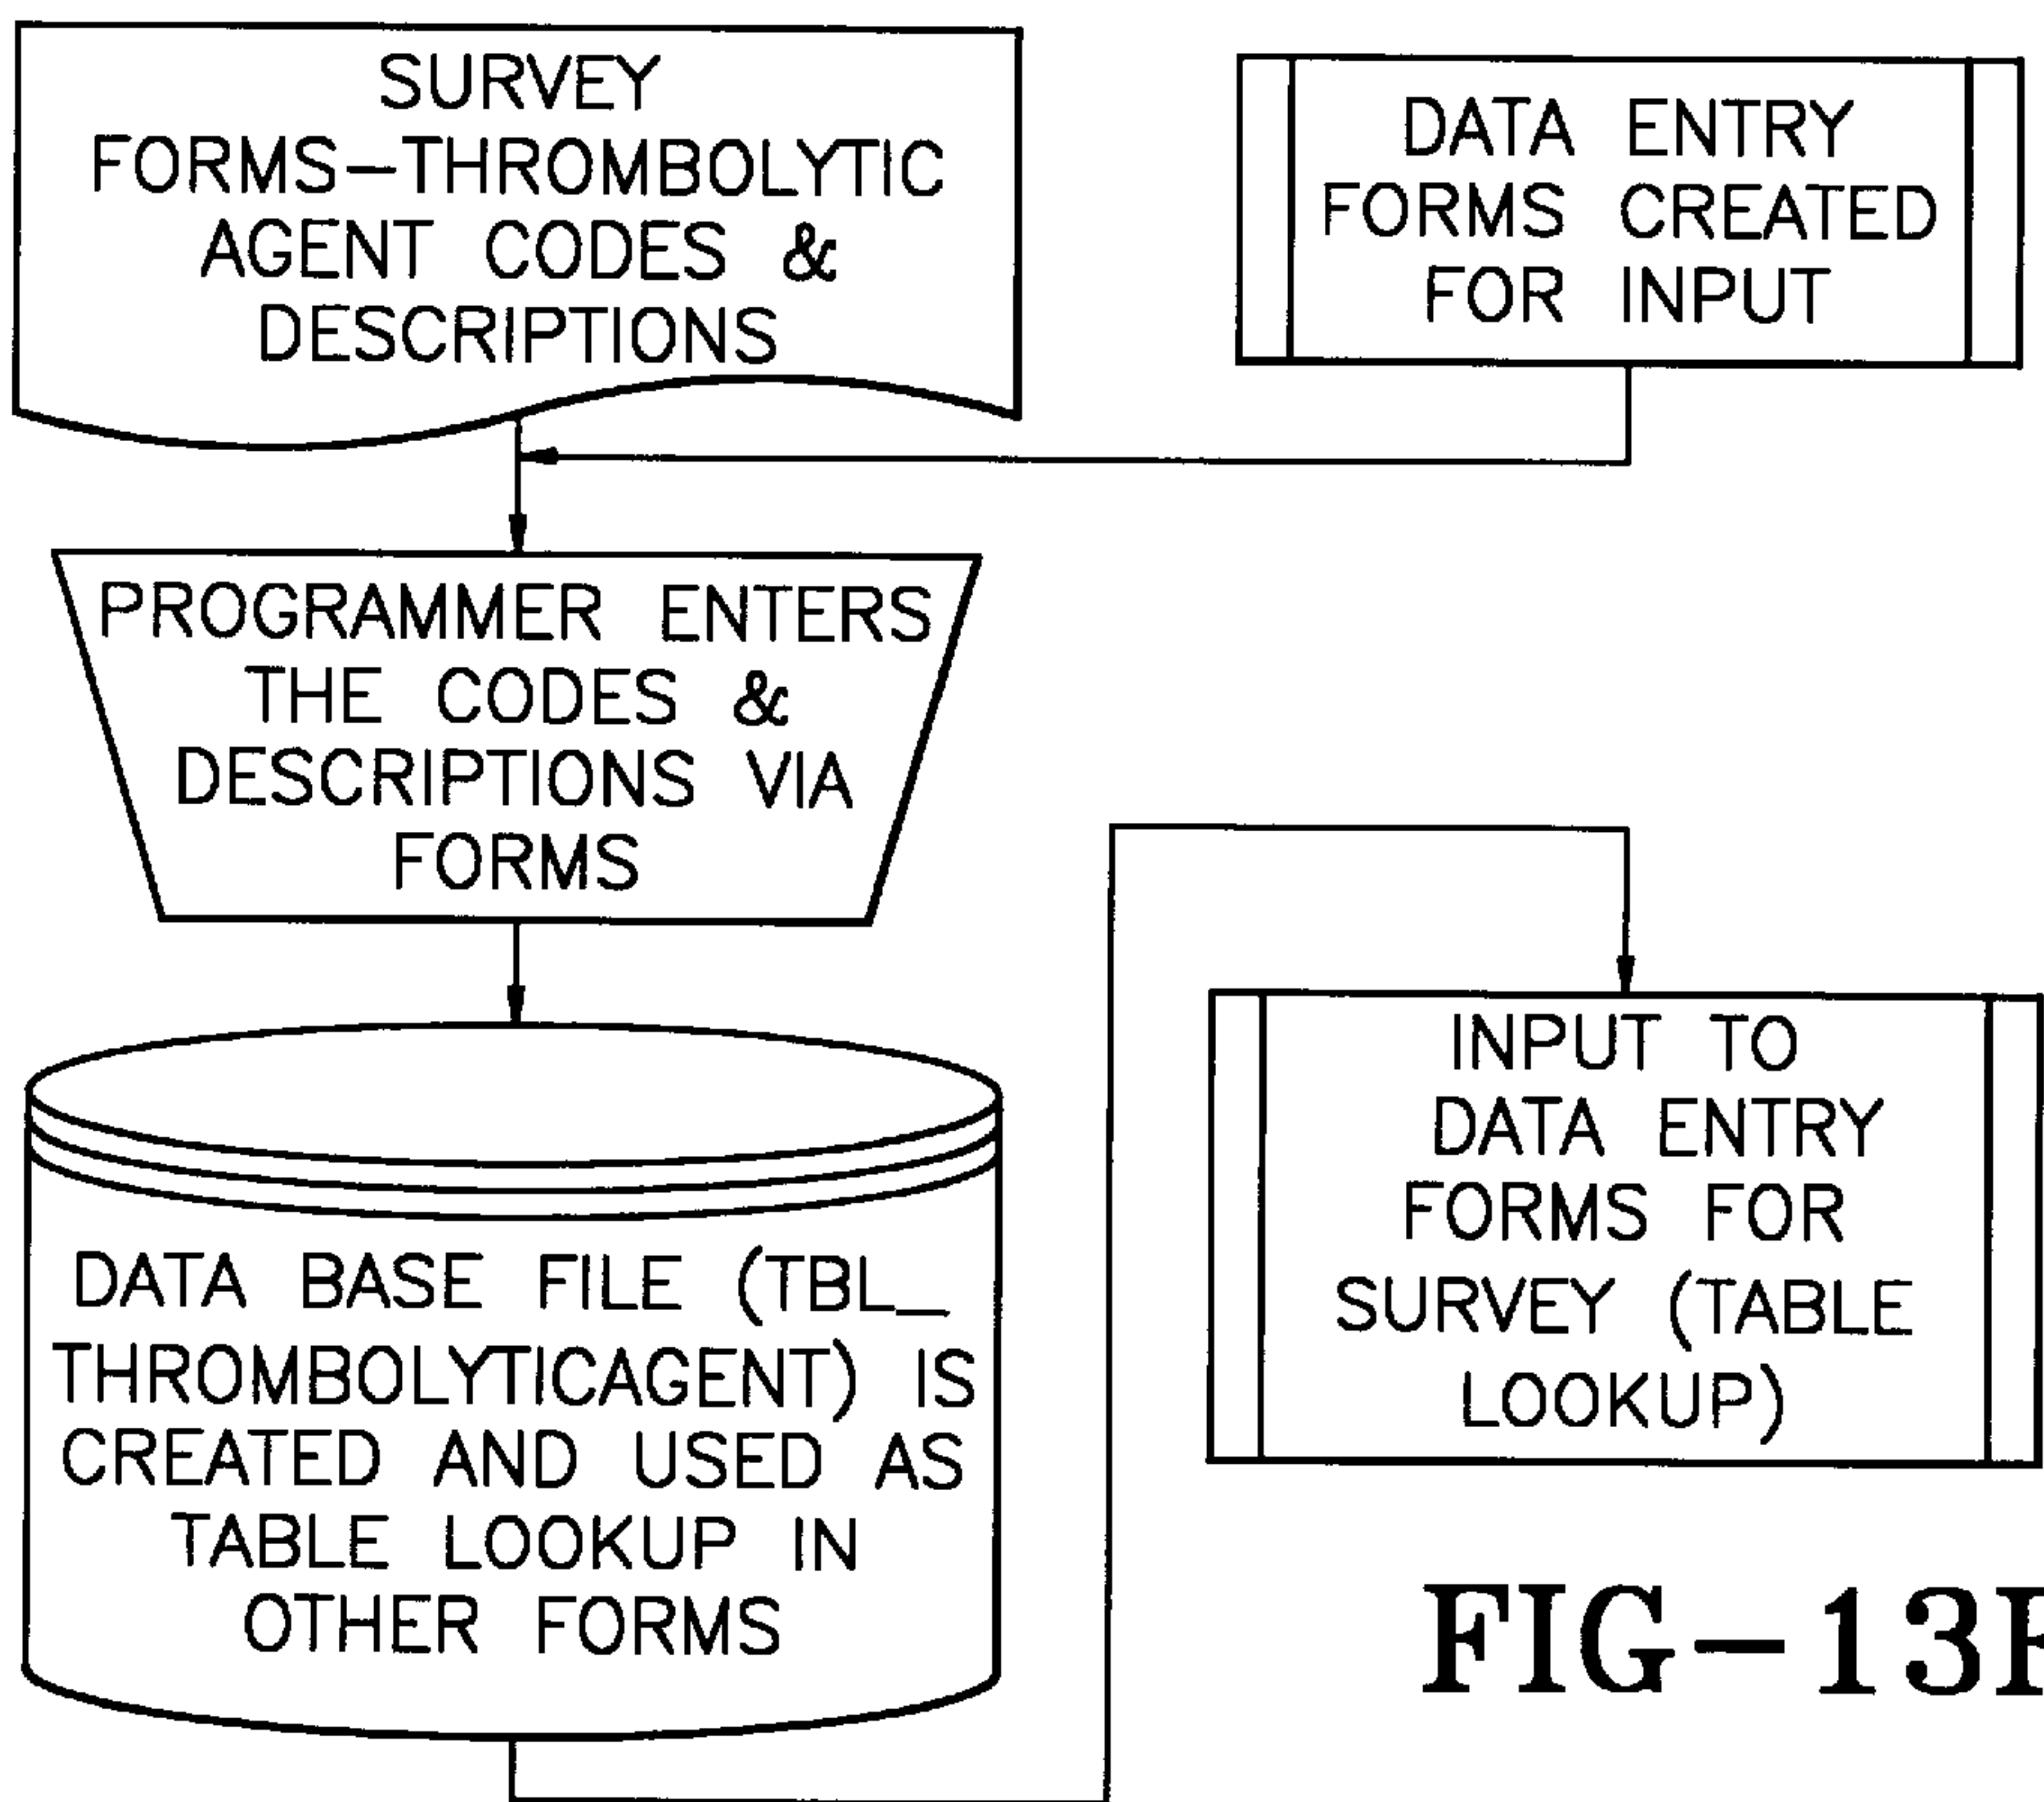 SURVEY
FORMS-THROMBOLYTIC
AGENT CODES &
DESCRIPTIONS
DATA ENTRY
FORMS CREATED
FOR INPUT
PROGRAMMER ENTERS
THE CODES &
DESCRIPTIONS VIA
FORMS
DATA BASE FILE (TBL_
THROMBOLYTICAGENT) IS
CREATED AND USED AS
TABLE LOOKUP IN
OTHER FORMS
INPUT TO
DATA ENTRY
FORMS FOR
SURVEY (TABLE
LOOKUP)
FIG-13